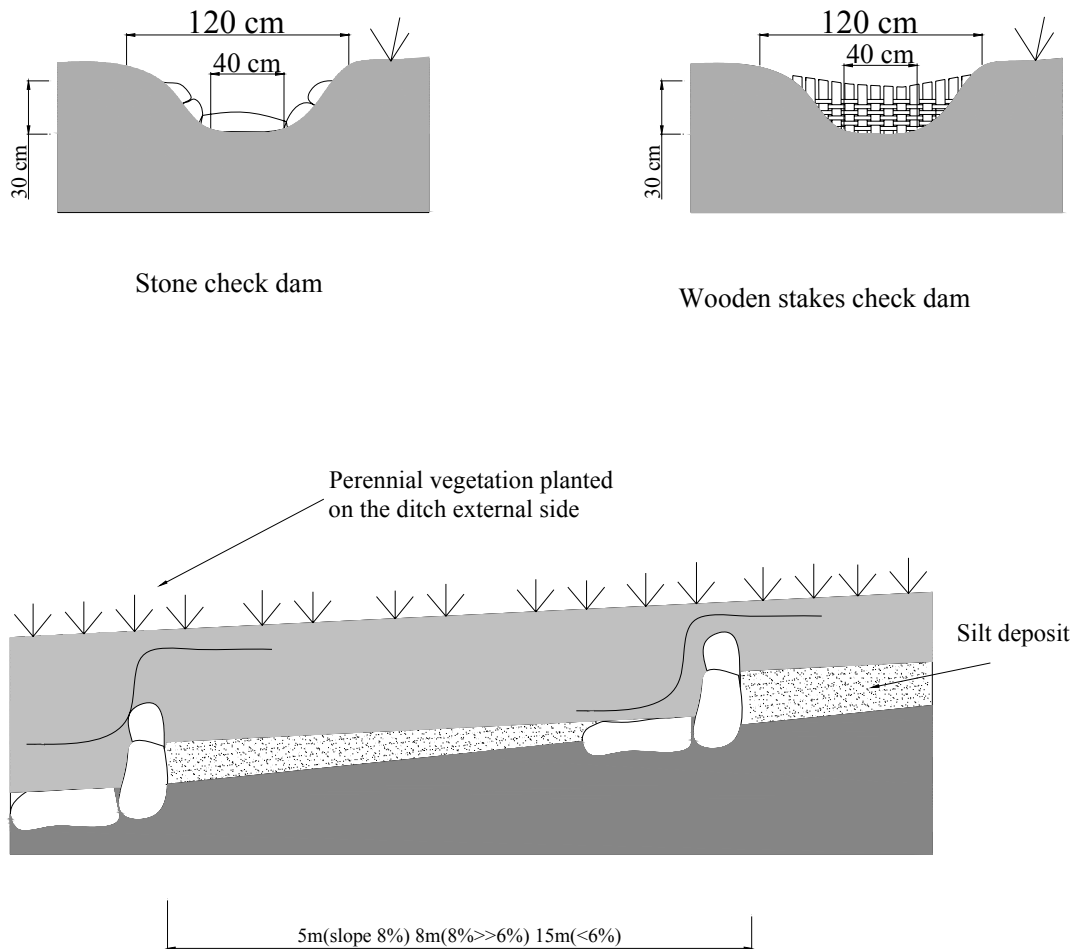 120 cm
40 cm
30 cm
Stone check dam
120 cm
40 cm
30 cm
Wooden stakes check dam
Perennial vegetation planted
on the ditch external side
Silt deposit
5m(slope 8%) 8m(8%>>6%) 15m(<6%)